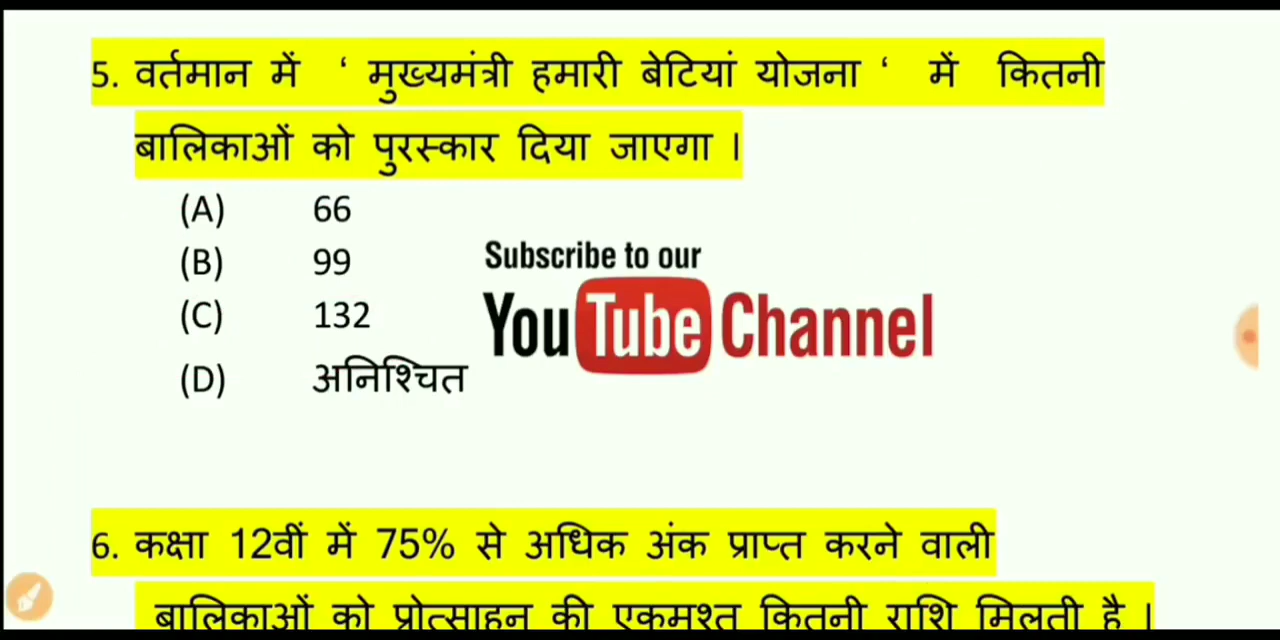 5. वर्तमान में ‘ मुख्यमंत्री हमारी बेटियां योजना ‘ में कितनी
बालिकाओं को पुरस्कार दिया जाएगा ।
(A) 66
(B) 99
(C) 132
(D) अनिश्चित
Subscribe to our
YouTube Channel
6. कक्षा 12वीं में 75% से अधिक अंक प्राप्त करने वाली
बालिकाओं को प्रोत्साहन की एकमुश्त कितनी राशि मिलती है ।